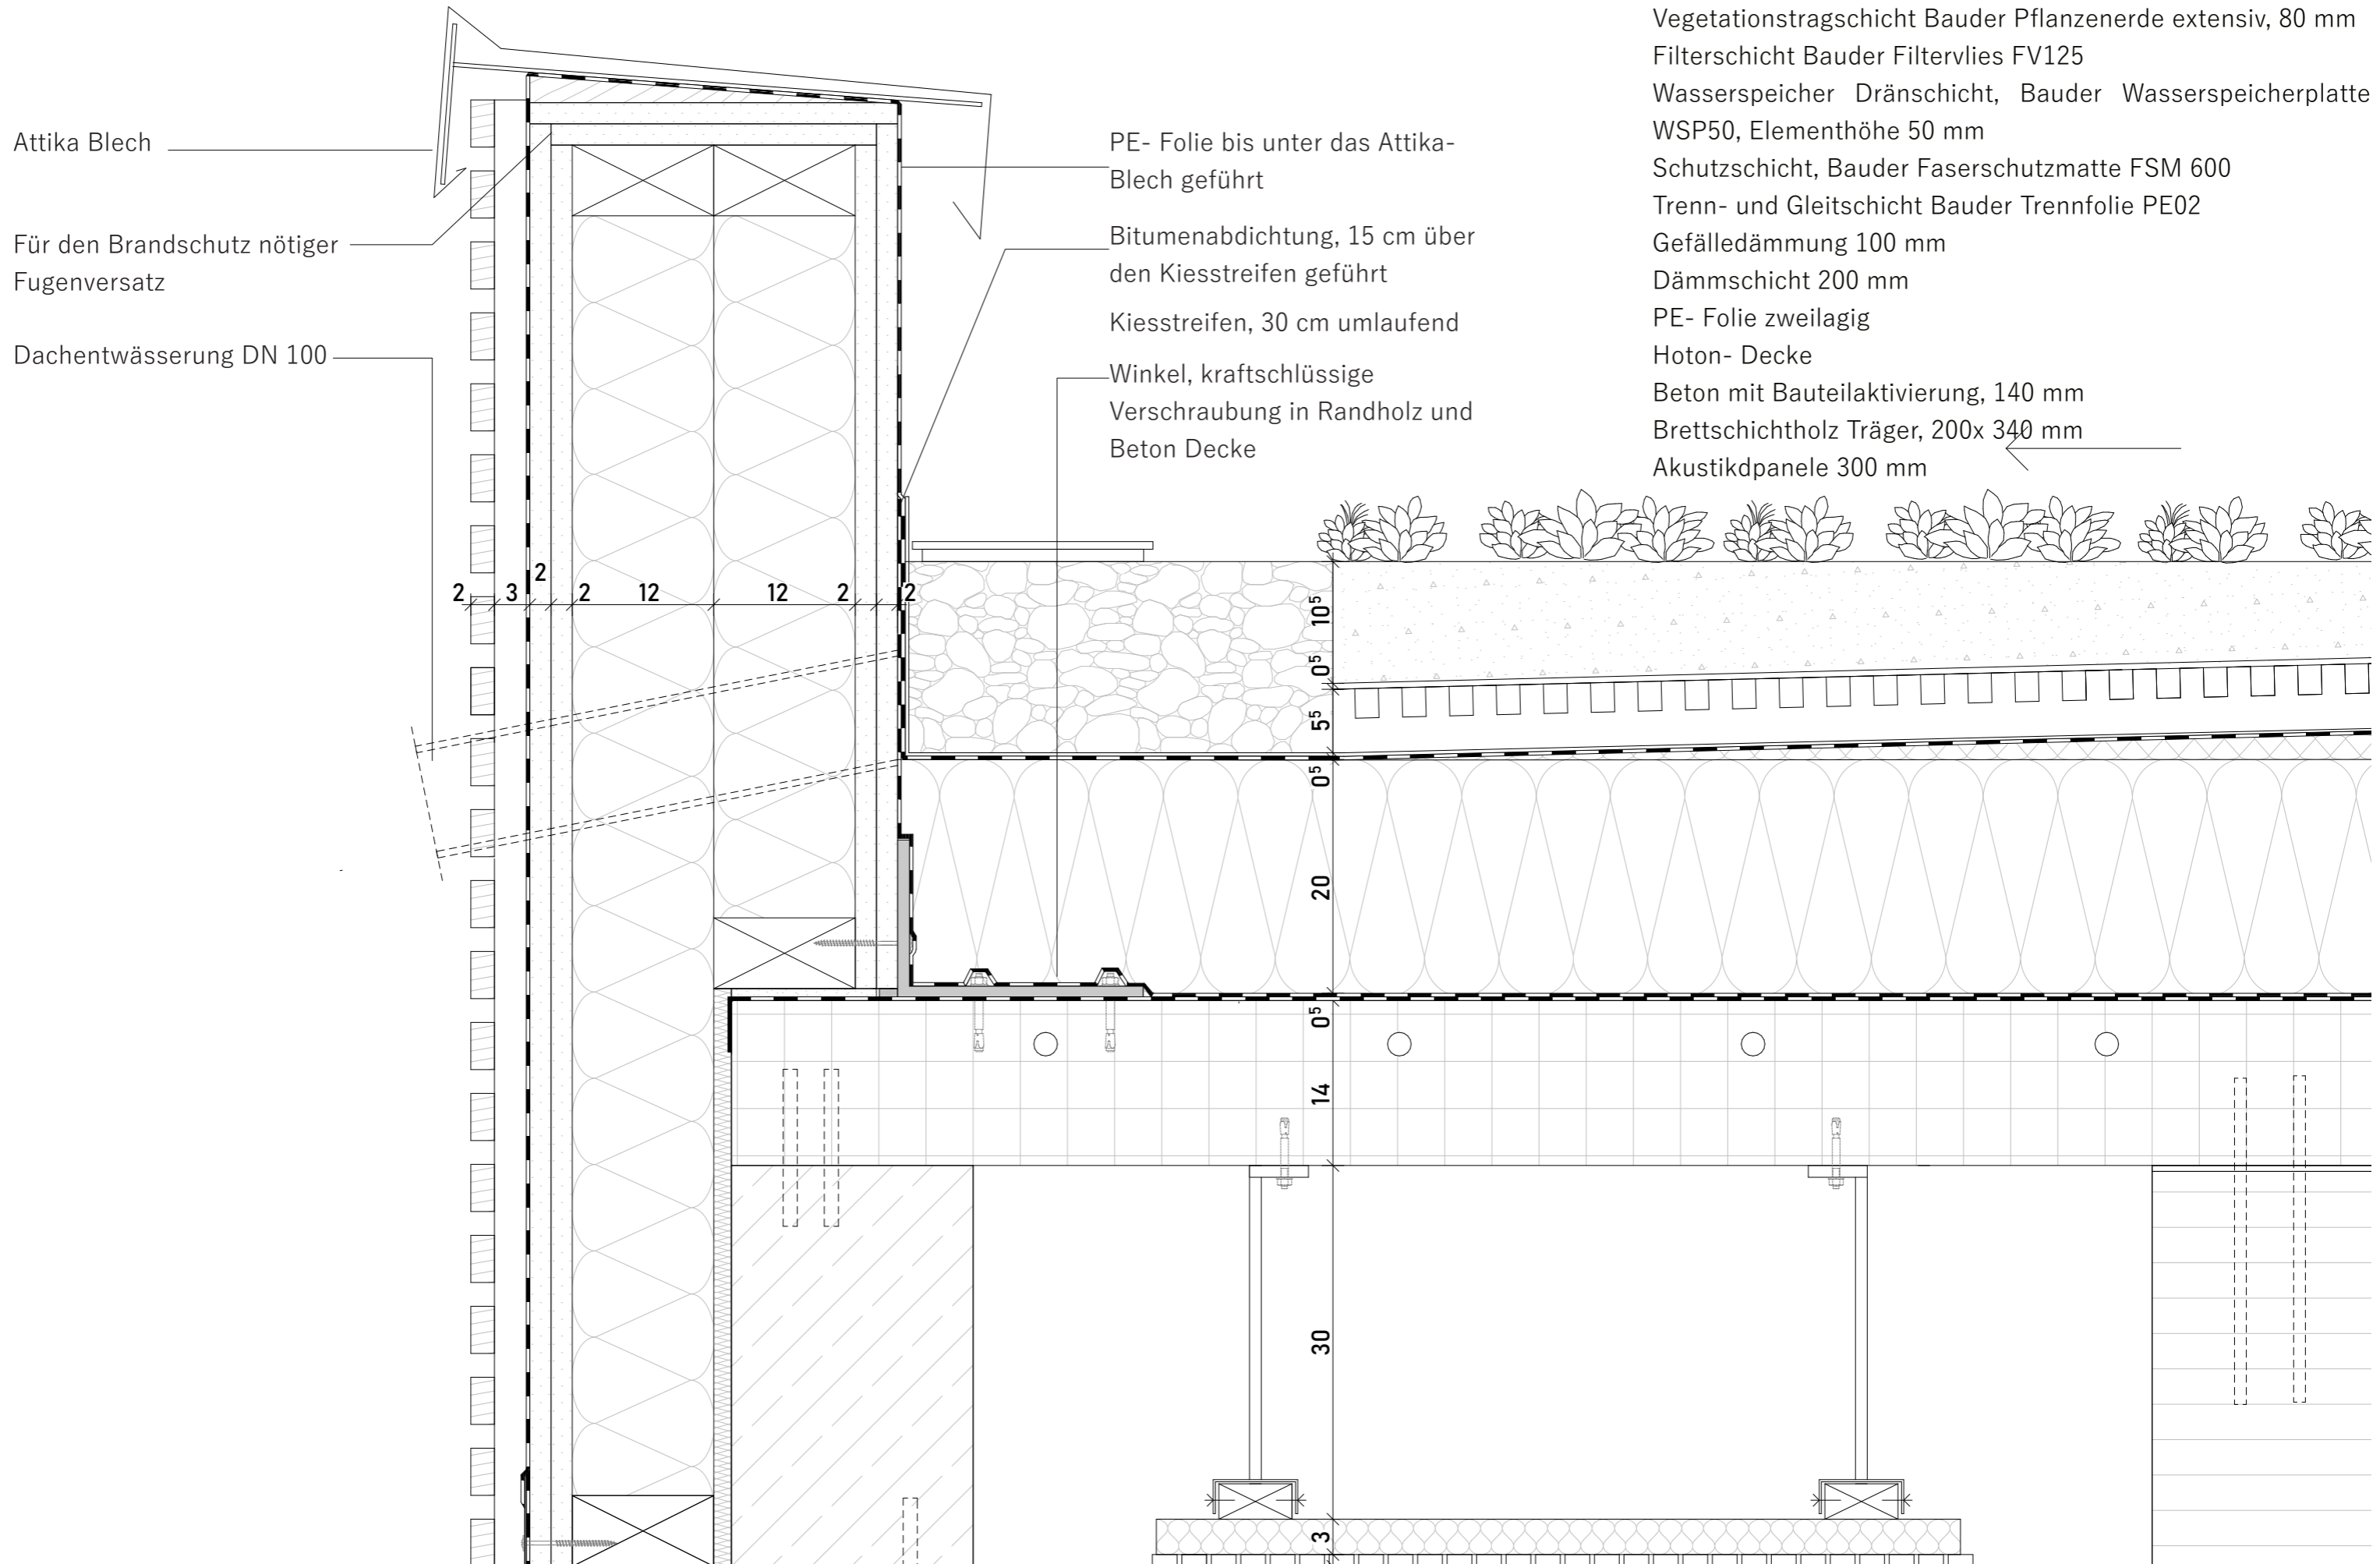 Attika Blech
Für den Brandschutz nötiger
Fugenversatz
Dachentwässerung DN 100
PE- Folie bis unter das Attika-
Blech geführt
Bitumenabdichtung, 15 cm über
den Kiesstreifen geführt
Kiesstreifen, 30 cm umlaufend
Winkel, kraftschlüssige
Verschraubung in Randholz und
Beton Decke
Vegetationstragschicht Bauder Pflanzenerde extensiv, 80 mm
Filterschicht Bauder Filtervlies FV125
Wasserspeicher Dränschicht, Bauder Wasserspeicherplatte
WSP50, Elementhöhe 50 mm
Schutzschicht, Bauder Faserschutzmatte FSM 600
Trenn- und Gleitschicht Bauder Trennfolie PE02
Gefälledämmung 100 mm
Dämmschicht 200 mm
PE- Folie zweilagig
Hoton- Decke
Beton mit Bauteilaktivierung, 140 mm
Brettschichtholz Träger, 200x 340 mm
Akustikdpanele 300 mm
2 3 2 2 12 12 2 2
10⁵
0⁵
5⁵
0⁵
20
0⁵
14
30
3